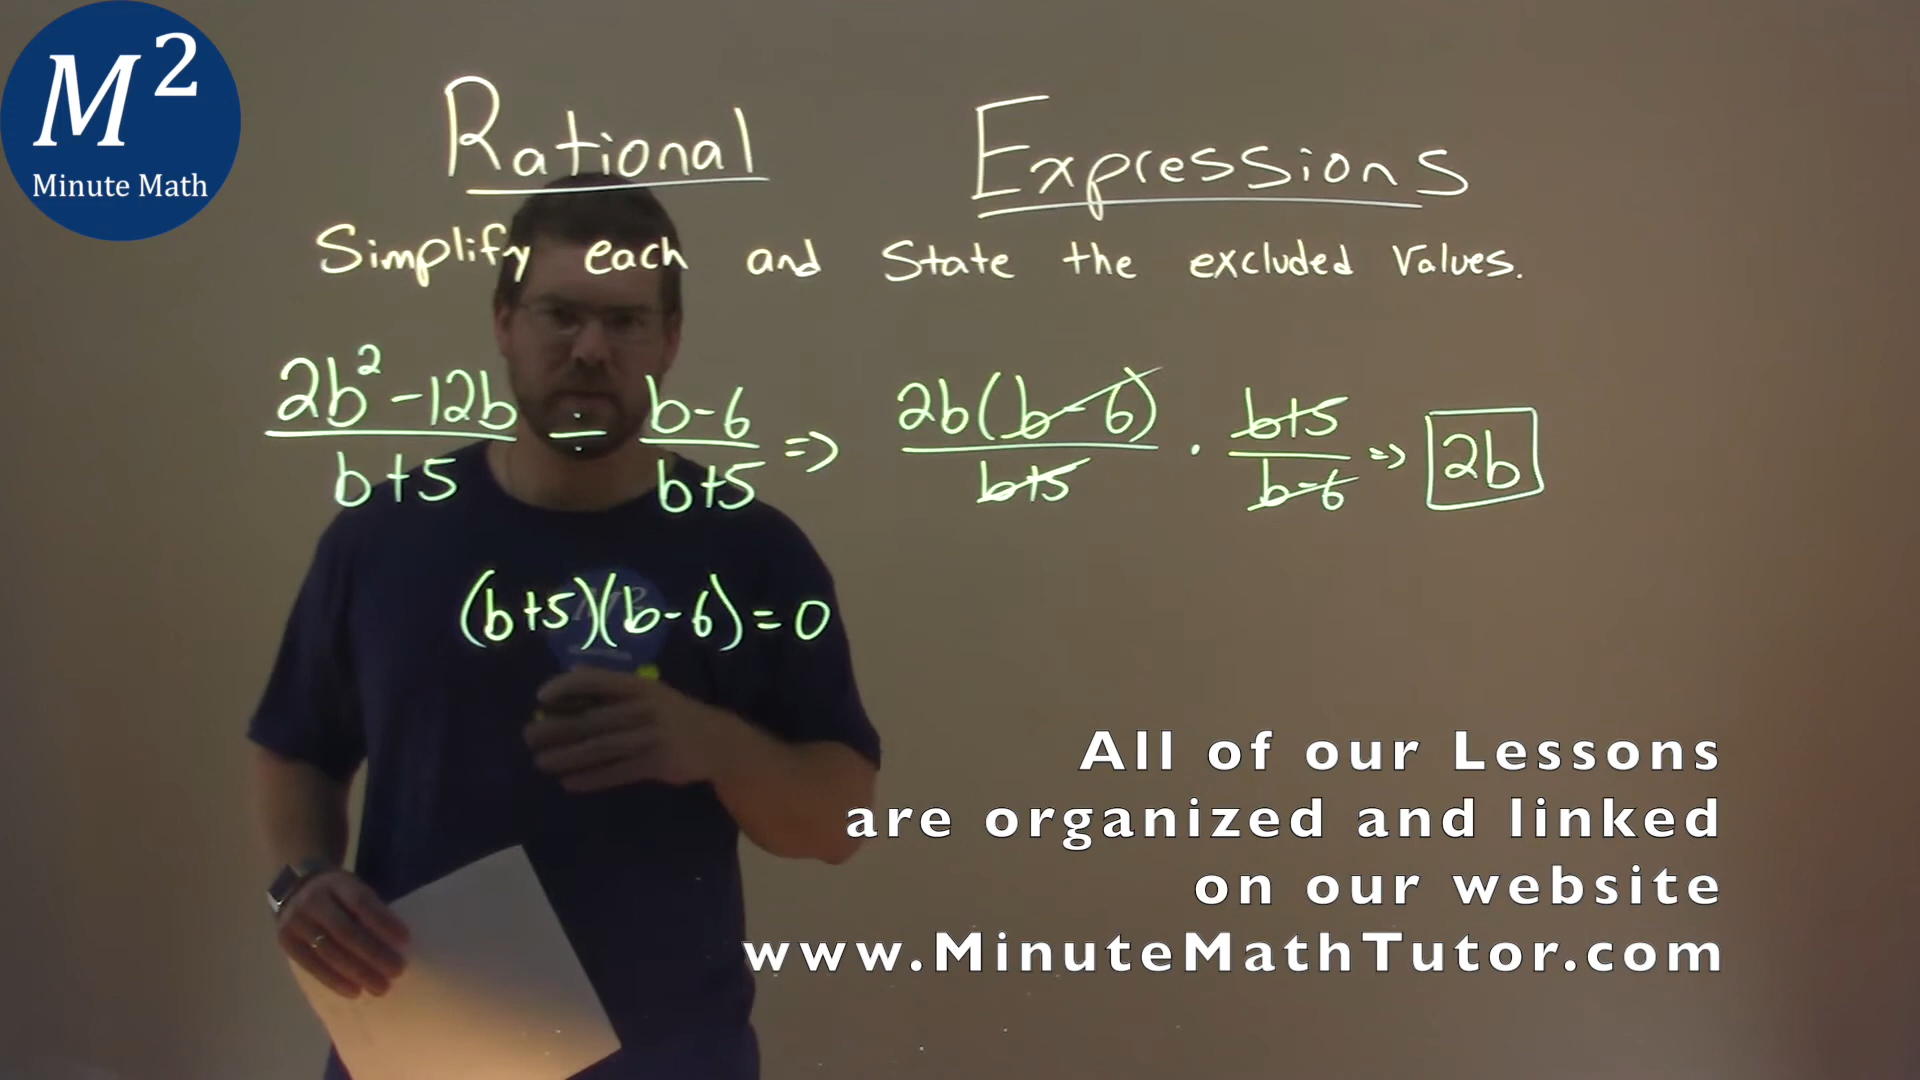 M²
Minute Math
Rational Expressions
Simplify each and State the excluded values.
2b² - 12b / b+5 ÷ b-6 / b+5 => 2b(b-6) / b+5 · b+5 / b-6 => 2b
(b+5)(b-6) = 0
All of our Lessons
are organized and linked
on our website
www.MinuteMathTutor.com